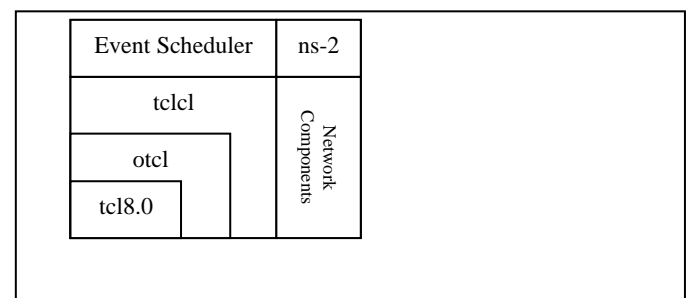 Event Scheduler
ns-2
tclcl
Network
Components
otcl
tcl8.0